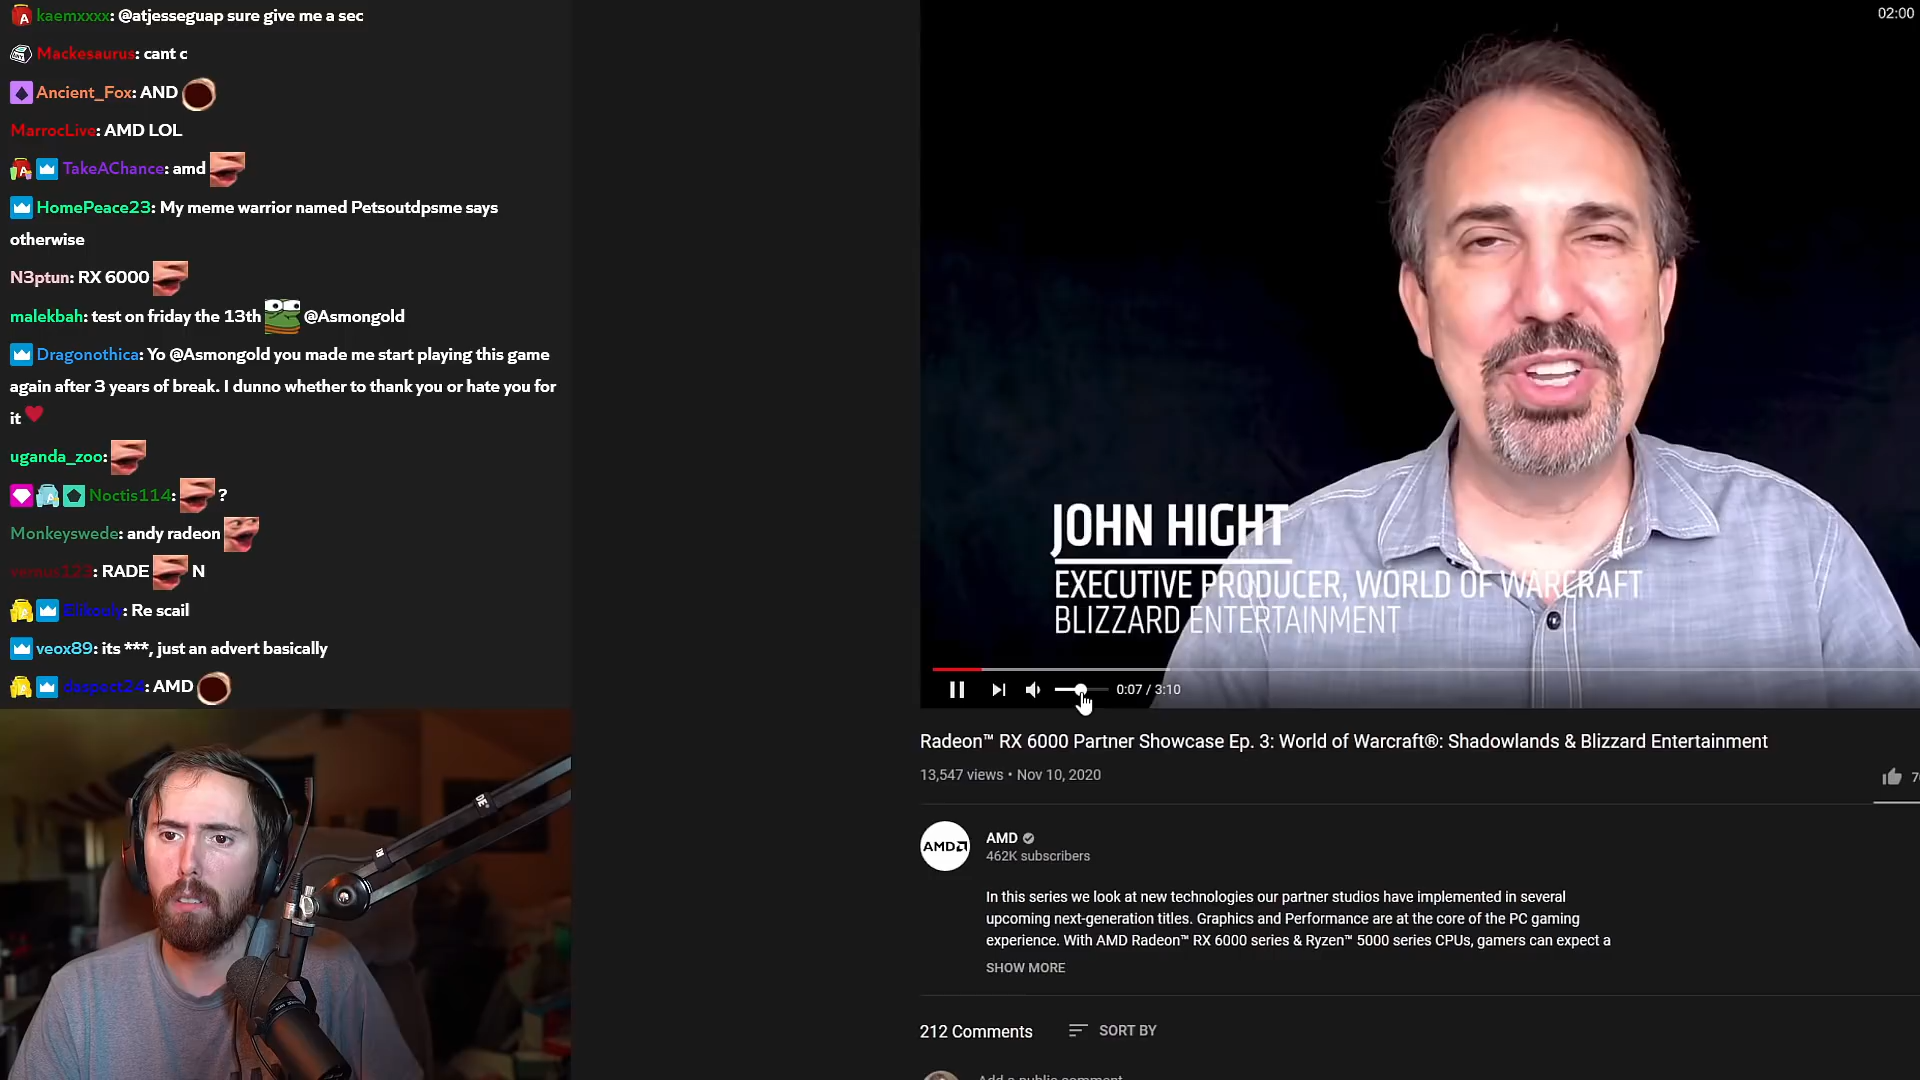 kaemxxxx: @atjesseguap sure give me a sec
Mackesaurus: cant c
Ancient_Fox: AND
MarrocLive: AMD LOL
TakeAChance: amd
HomePeace23: My meme warrior named Petsoutdpsme says
otherwise
N3ptun: RX 6000
malekbah: test on friday the 13th @Asmongold
Dragonothica: Yo @Asmongold you made me start playing this game
again after 3 years of break. I dunno whether to thank you or hate you for
it
uganda_zoo:
Noctis114: ?
Monkeyswede: andy radeon
vernus123: RADE N
Elikouly: Re scail
veox89: its ***, just an advert basically
daspect24: AMD
02:00
JOHN HIGHT
EXECUTIVE PRODUCER, WORLD OF WARCRAFT
BLIZZARD ENTERTAINMENT
0:07 / 3:10
Radeon™ RX 6000 Partner Showcase Ep. 3: World of Warcraft®: Shadowlands & Blizzard Entertainment
13,547 views • Nov 10, 2020
AMD
AMD
462K subscribers
In this series we look at new technologies our partner studios have implemented in several
upcoming next-generation titles. Graphics and Performance are at the core of the PC gaming
experience. With AMD Radeon™ RX 6000 series & Ryzen™ 5000 series CPUs, gamers can expect a
SHOW MORE
212 Comments
SORT BY
Add a public comment